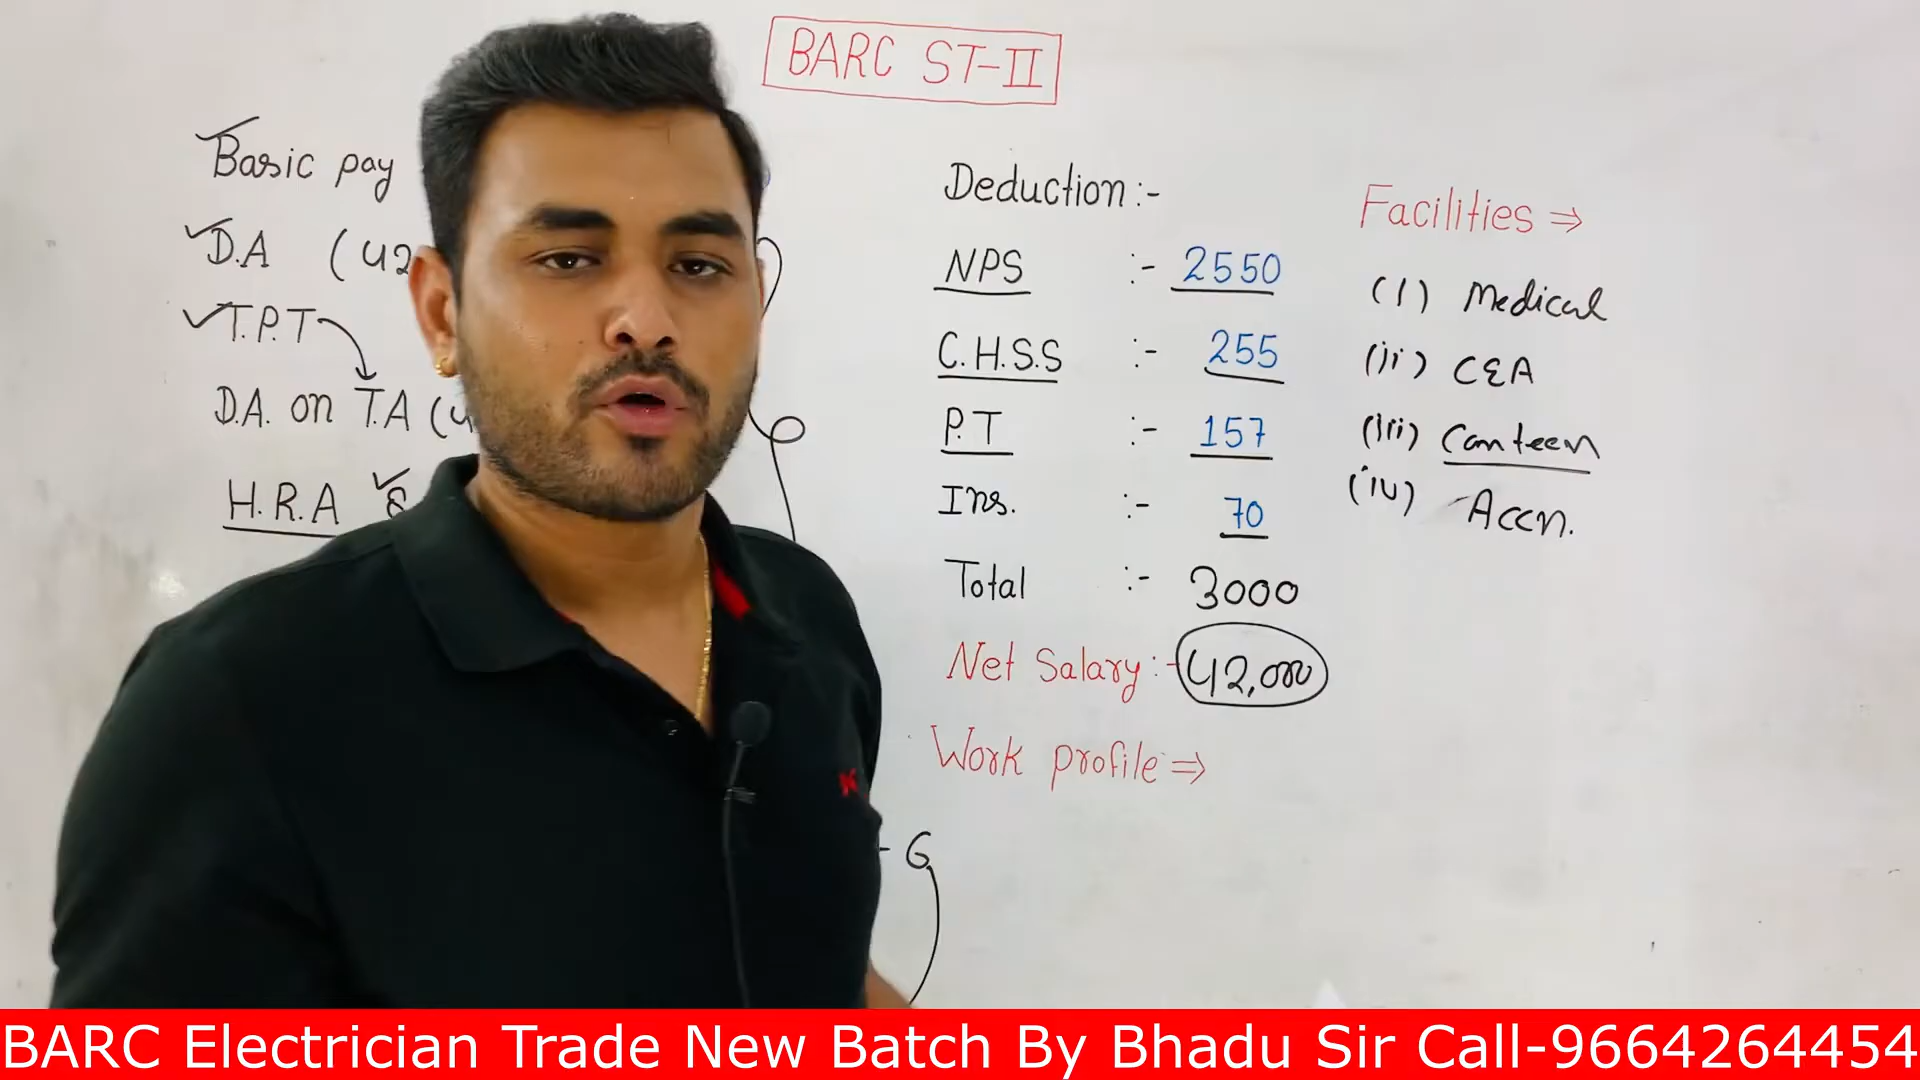 BARC ST-II
Basic pay
D.A (42
T.P.T
D.A. on T.A (4
H.R.A
Deduction :-
NPS :- 2550
C.H.S.S :- 255
P.T :- 157
Ins. :- 70
Total :- 3000
Net Salary :- 42,000
Work profile ⇒
- G
Facilities ⇒
(i) Medical
(ii) CEA
(iii) Canteen
(iv) Accn.
BARC Electrician Trade New Batch By Bhadu Sir Call-9664264454